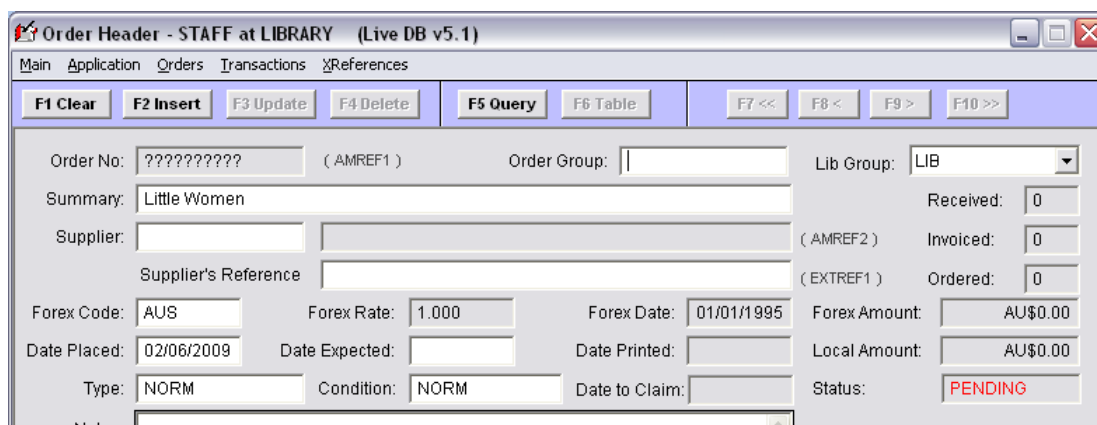 Order Header - STAFF at LIBRARY (Live DB v5.1)
Main Application Orders Transactions XReferences
F1 Clear F2 Insert F3 Update F4 Delete F5 Query F6 Table F7 << F8 < F9 > F10 >>
Order No: ?????????? ( AMREF1 ) Order Group: Lib Group: LIB
Summary: Little Women Received: 0
Supplier: ( AMREF2 ) Invoiced: 0
Supplier's Reference ( EXTREF1 ) Ordered: 0
Forex Code: AUS Forex Rate: 1.000 Forex Date: 01/01/1995 Forex Amount: AU$0.00
Date Placed: 02/06/2009 Date Expected: Date Printed: Local Amount: AU$0.00
Type: NORM Condition: NORM Date to Claim: Status: PENDING